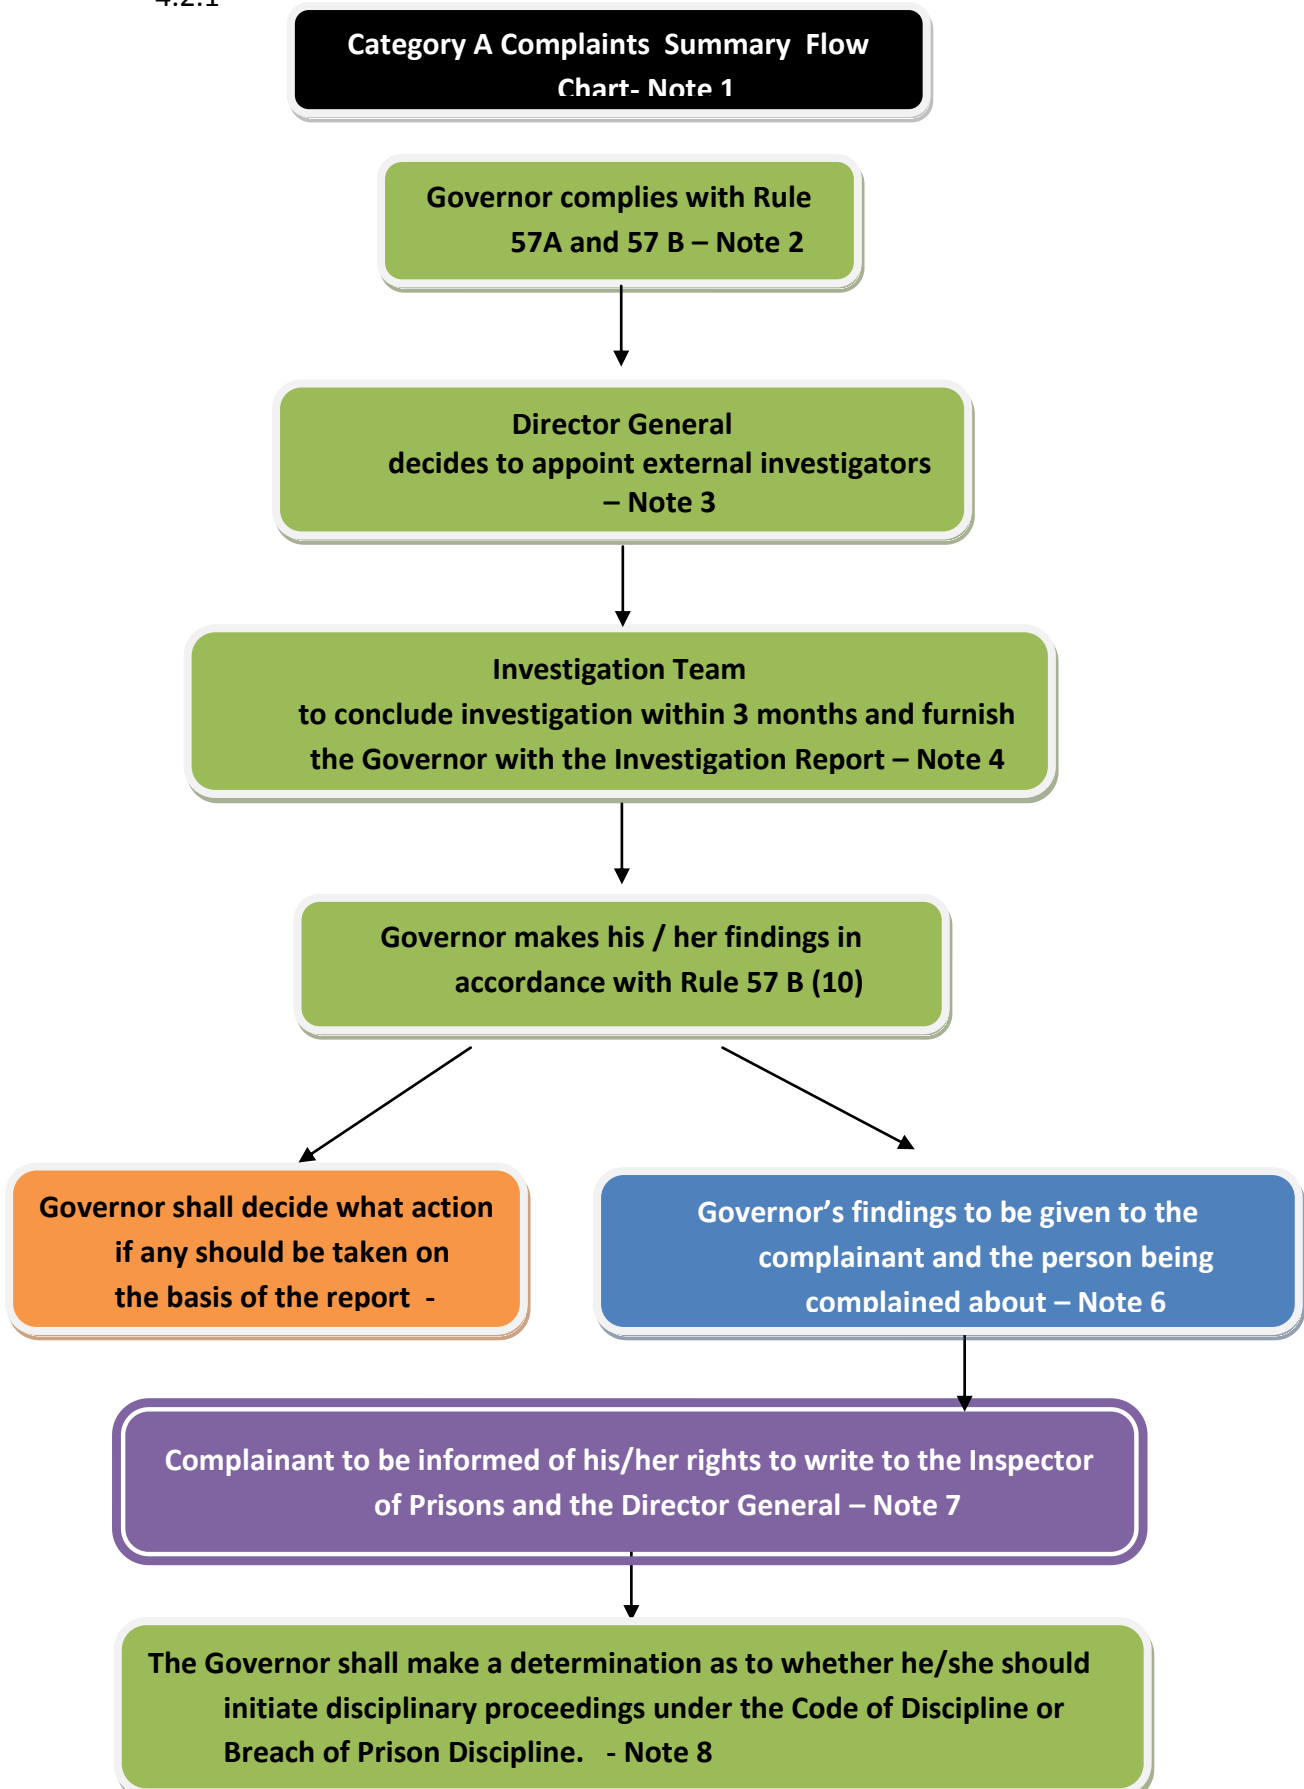 4.2.1
Category A Complaints Summary Flow
Chart- Note 1
Governor complies with Rule
57A and 57 B – Note 2
Director General
decides to appoint external investigators
– Note 3
Investigation Team
to conclude investigation within 3 months and furnish
the Governor with the Investigation Report – Note 4
Governor makes his / her findings in
accordance with Rule 57 B (10)
Governor shall decide what action
if any should be taken on
the basis of the report -
Governor’s findings to be given to the
complainant and the person being
complained about – Note 6
Complainant to be informed of his/her rights to write to the Inspector
of Prisons and the Director General – Note 7
The Governor shall make a determination as to whether he/she should
initiate disciplinary proceedings under the Code of Discipline or
Breach of Prison Discipline. - Note 8